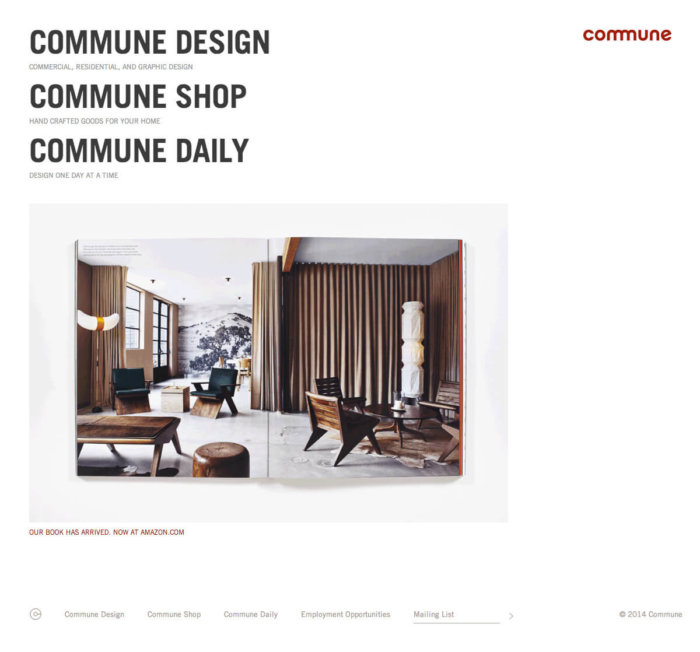 COMMUNE DESIGN
commune
COMMERCIAL, RESIDENTIAL, AND GRAPHIC DESIGN
COMMUNE SHOP
HAND CRAFTED GOODS FOR YOUR HOME
COMMUNE DAILY
DESIGN ONE DAY AT A TIME
OUR BOOK HAS ARRIVED. NOW AT AMAZON.COM
Commune Design Commune Shop Commune Daily Employment Opportunities Mailing List > © 2014 Commune